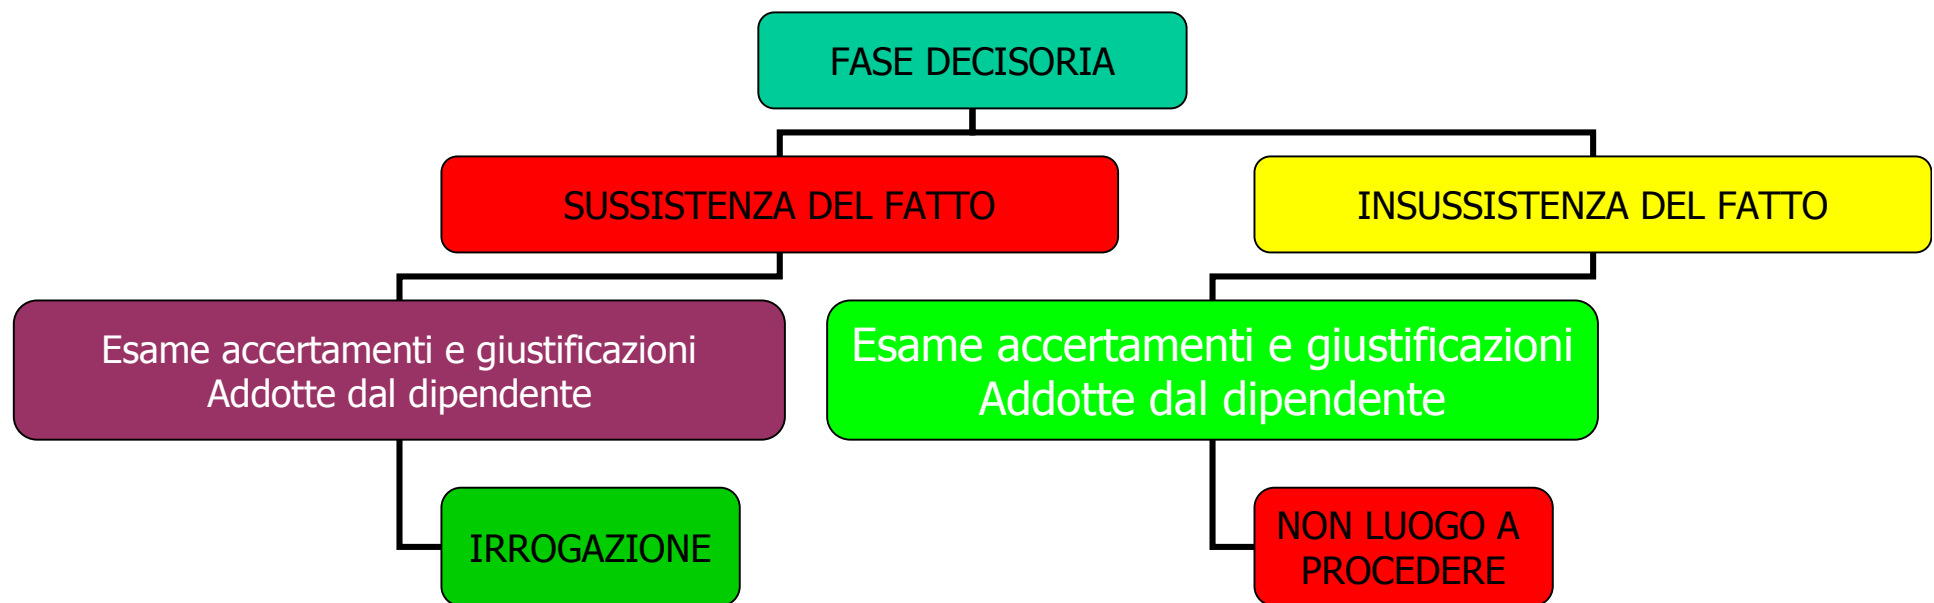 FASE DECISORIA
SUSSISTENZA DEL FATTO
INSUSSISTENZA DEL FATTO
Esame accertamenti e giustificazioni
Addotte dal dipendente
Esame accertamenti e giustificazioni
Addotte dal dipendente
IRROGAZIONE
NON LUOGO A
PROCEDERE